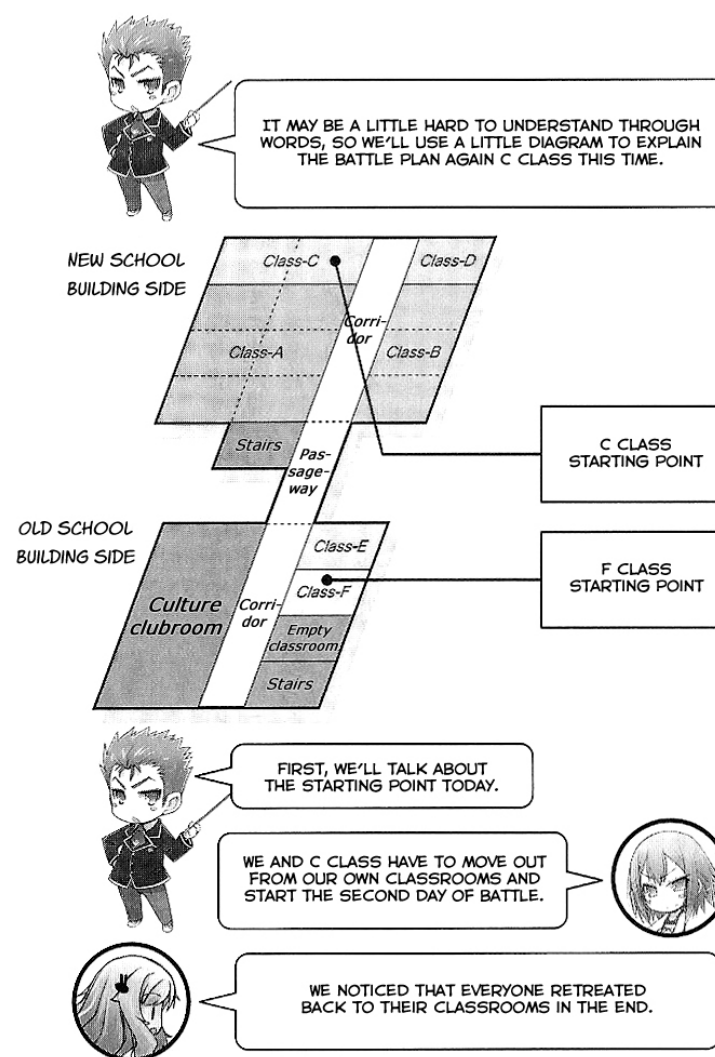 IT MAY BE A LITTLE HARD TO UNDERSTAND THROUGH
WORDS, SO WE'LL USE A LITTLE DIAGRAM TO EXPLAIN
THE BATTLE PLAN AGAIN C CLASS THIS TIME.
NEW SCHOOL
BUILDING SIDE
Class-C
Class-D
Corri-
dor
Class-A
Class-B
Stairs
Pas-
sage-
way
C CLASS
STARTING POINT
OLD SCHOOL
BUILDING SIDE
Class-E
Class-F
F CLASS
STARTING POINT
Culture
clubroom
Corri-
dor
Empty
classroom
Stairs
FIRST, WE'LL TALK ABOUT
THE STARTING POINT TODAY.
WE AND C CLASS HAVE TO MOVE OUT
FROM OUR OWN CLASSROOMS AND
START THE SECOND DAY OF BATTLE.
WE NOTICED THAT EVERYONE RETREATED
BACK TO THEIR CLASSROOMS IN THE END.